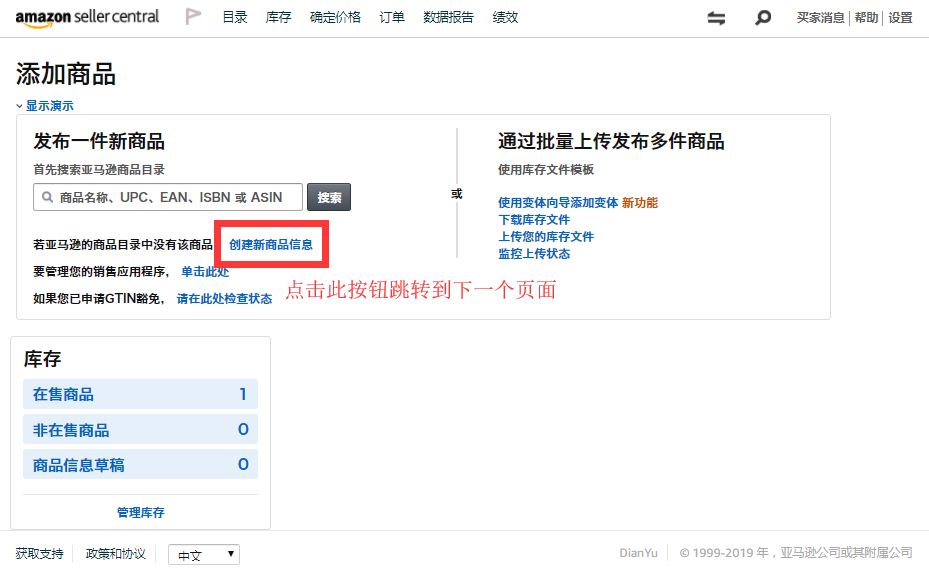 amazon seller central 目录 库存 确定价格 订单 数据报告 绩效 买家消息 | 帮助 | 设置
添加商品
显示演示
发布一件新商品
首先搜索亚马逊商品目录
商品名称、UPC、EAN、ISBN 或 ASIN 搜索
若亚马逊的商品目录中没有该商品 创建新商品信息
要管理您的销售应用程序， 单击此处
如果您已申请GTIN豁免， 请在此处检查状态
点击此按钮跳转到下一个页面
或
通过批量上传发布多件商品
使用库存文件模板
使用变体向导添加变体 新功能
下载库存文件
上传您的库存文件
监控上传状态
库存
在售商品 1
非在售商品 0
商品信息草稿 0
管理库存
获取支持 政策和协议 中文 DianYu © 1999-2019 年，亚马逊公司或其附属公司